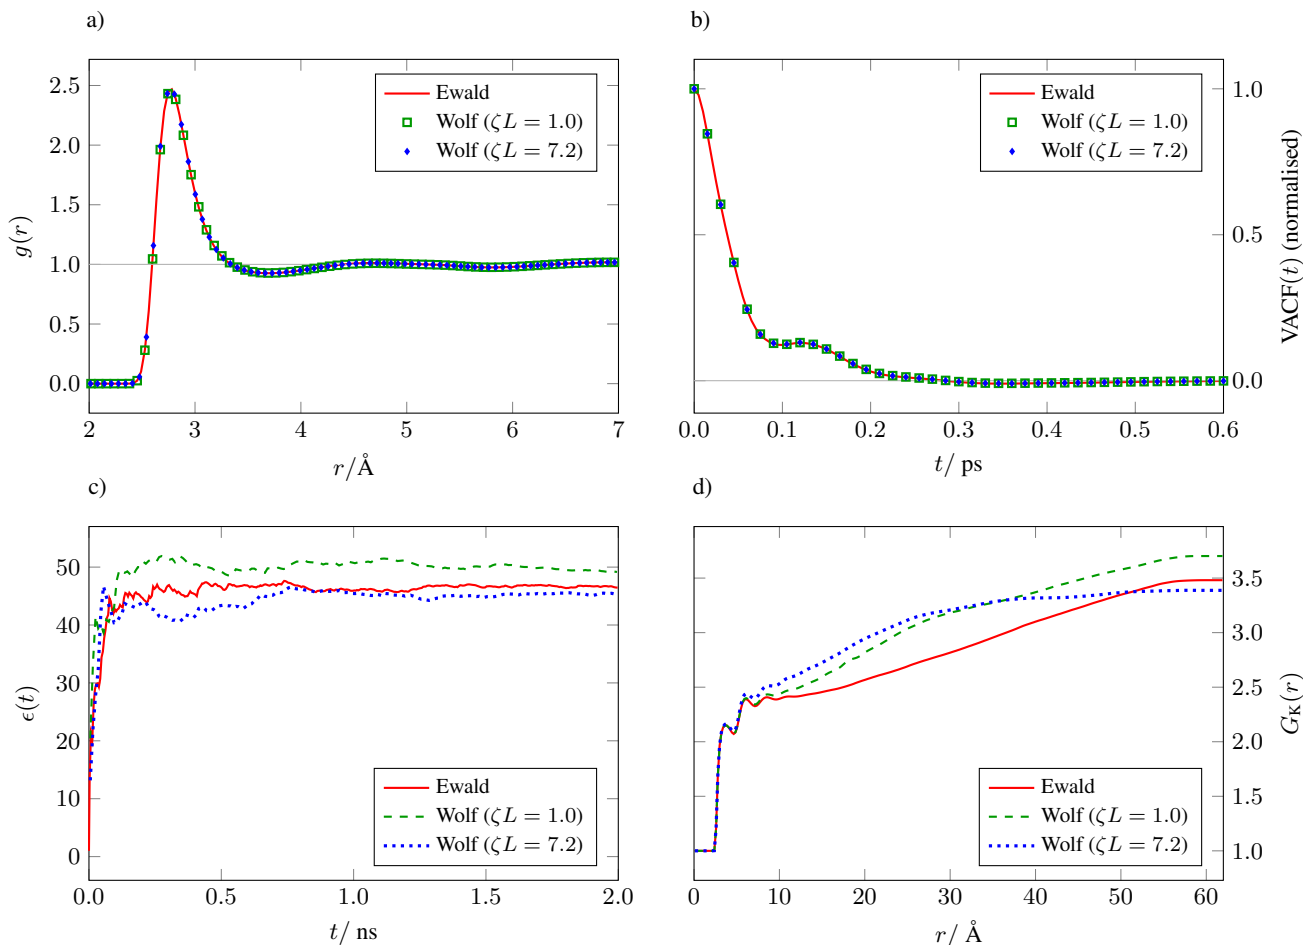 a)
2.5
2.0
1.5
1.0
0.5
0.0
g(r)
2
3
4
5
6
7
r/Å
Ewald
Wolf (ζL = 1.0)
Wolf (ζL = 7.2)
b)
1.0
0.5
0.0
VACF(t) (normalised)
0.0
0.1
0.2
0.3
0.4
0.5
0.6
t/ ps
Ewald
Wolf (ζL = 1.0)
Wolf (ζL = 7.2)
c)
50
40
30
20
10
0
ϵ(t)
0.0
0.5
1.0
1.5
2.0
t/ ns
Ewald
Wolf (ζL = 1.0)
Wolf (ζL = 7.2)
d)
3.5
3.0
2.5
2.0
1.5
1.0
G_K(r)
0
10
20
30
40
50
60
r/ Å
Ewald
Wolf (ζL = 1.0)
Wolf (ζL = 7.2)